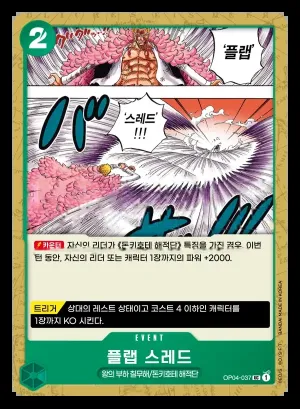 2
'플랩'
'스레드'
!!!
카운터 자신의 리더가 《돈키호테 해적단》 특징을 가진 경우, 이번
턴 동안, 자신의 리더 또는 캐릭터 1장까지의 파워 +2000.
트리거 상대의 레스트 상태이고 코스트 4 이하인 캐릭터를
1장까지 KO 시킨다.
EVENT
플랩 스레드
왕의 부하 칠무해/돈키호테 해적단
OP04-037 UC 1